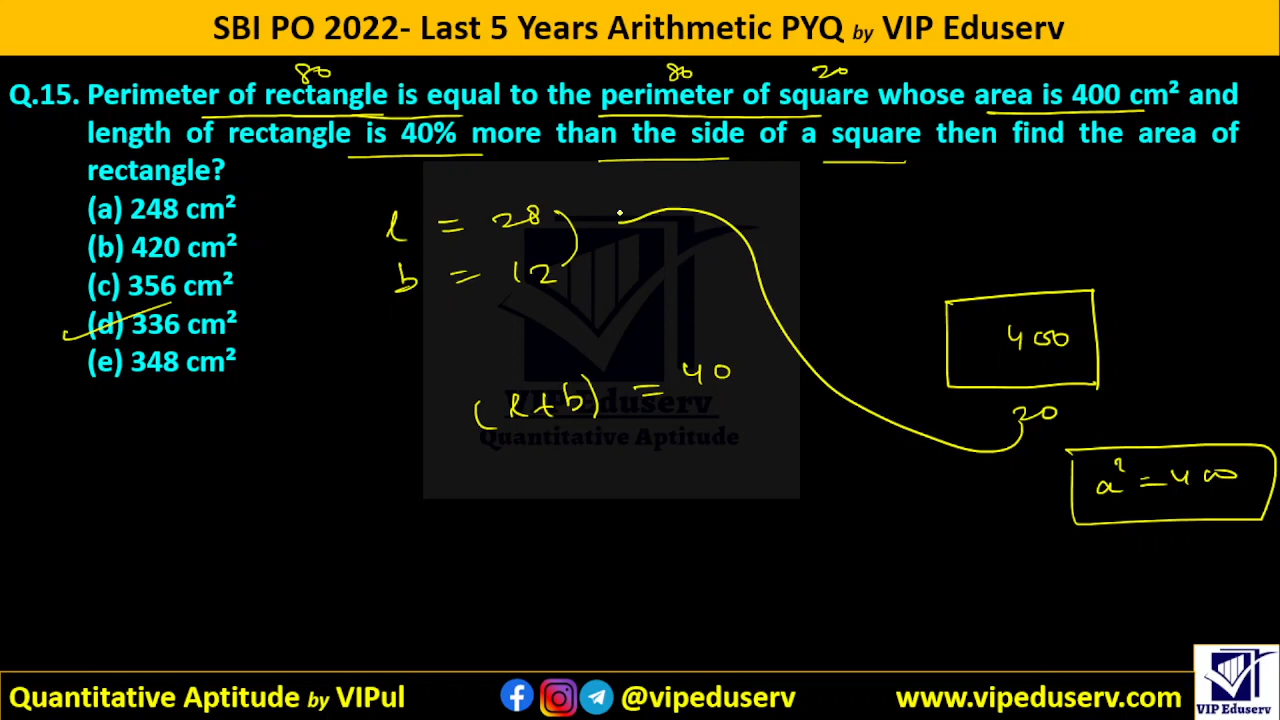 SBI PO 2022- Last 5 Years Arithmetic PYQ by VIP Eduserv
80 80 20
Q.15. Perimeter of rectangle is equal to the perimeter of square whose area is 400 cm² and
length of rectangle is 40% more than the side of a square then find the area of
rectangle?
(a) 248 cm²
(b) 420 cm²
(c) 356 cm²
(d) 336 cm²
(e) 348 cm²
l = 28
b = 12
(l+b) = 40
400
20
a² = 400
VIP Eduserv
Quantitative Aptitude
Quantitative Aptitude by VIPul
@vipeduserv
www.vipeduserv.com
VIP Eduserv